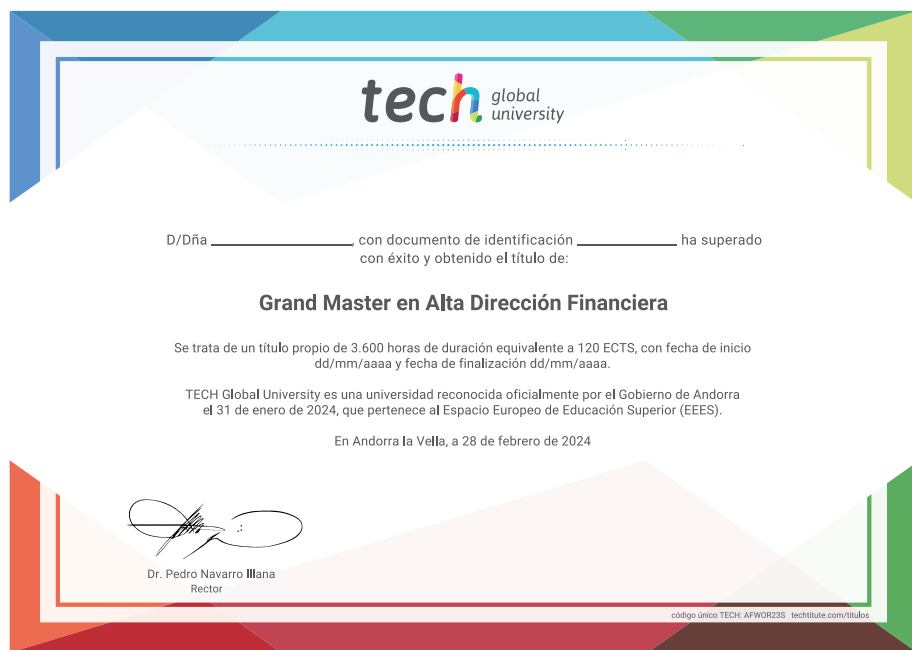 tech global university
D/Dña ____________________, con documento de identificación ______________ ha superado
con éxito y obtenido el título de:
Grand Master en Alta Dirección Financiera
Se trata de un título propio de 3.600 horas de duración equivalente a 120 ECTS, con fecha de inicio
dd/mm/aaaa y fecha de finalización dd/mm/aaaa.
TECH Global University es una universidad reconocida oficialmente por el Gobierno de Andorra
el 31 de enero de 2024, que pertenece al Espacio Europeo de Educación Superior (EEES).
En Andorra la Vella, a 28 de febrero de 2024
Dr. Pedro Navarro Illana
Rector
código único TECH: AFWOR23S techtitute.com/titulos